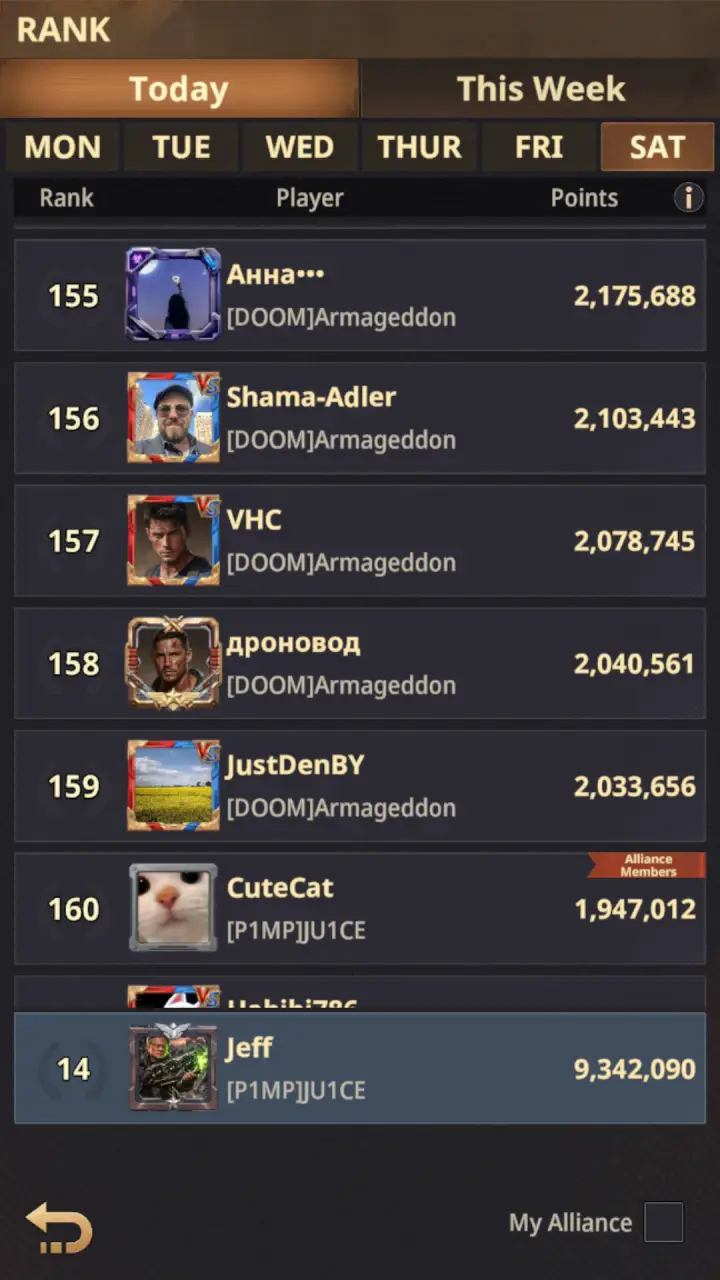 RANK
Today
This Week
MON
TUE
WED
THUR
FRI
SAT
Rank
Player
Points
155
Анна•••
[DOOM]Armageddon
2,175,688
156
Shama-Adler
[DOOM]Armageddon
2,103,443
157
VHC
[DOOM]Armageddon
2,078,745
158
дроновод
[DOOM]Armageddon
2,040,561
159
JustDenBY
[DOOM]Armageddon
2,033,656
Alliance
Members
160
CuteCat
[P1MP]JU1CE
1,947,012
14
Jeff
[P1MP]JU1CE
9,342,090
My Alliance